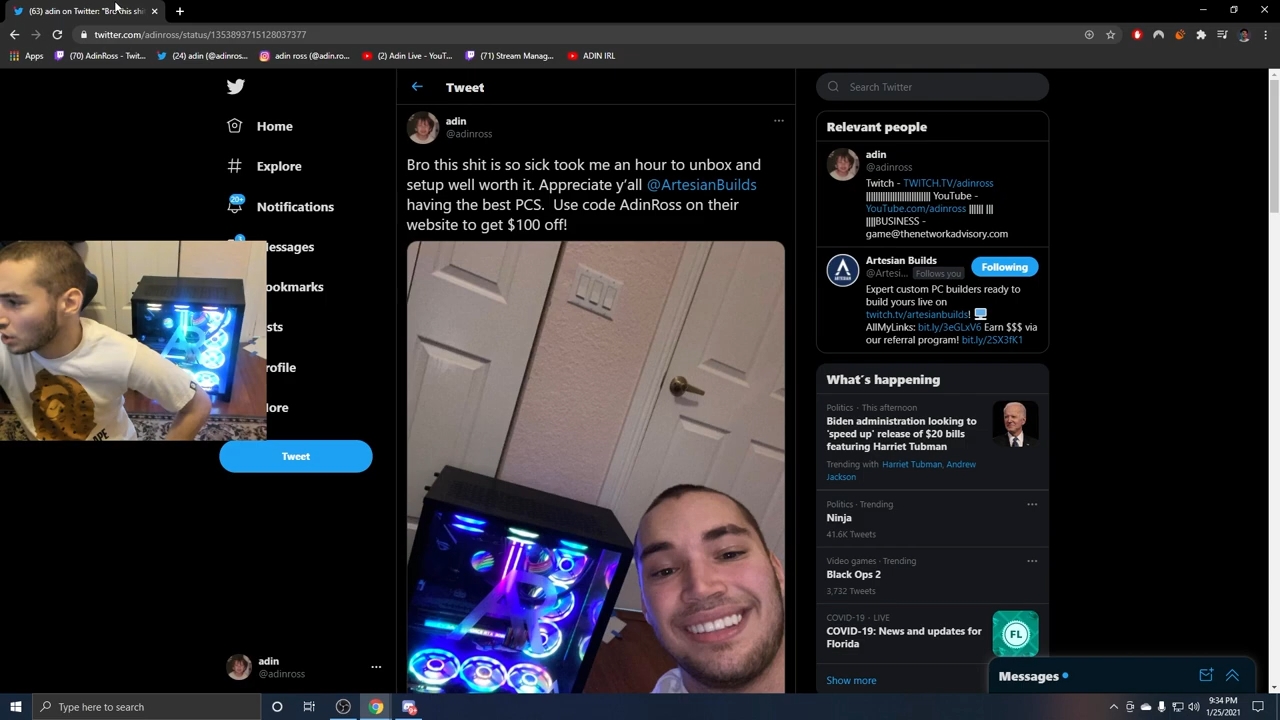 (63) adin on Twitter: "Bro this shi
twitter.com/adinross/status/1353893715128037377
Apps
(70) AdinRoss - Twit...
(24) adin (@adinros...
adin ross (@adin.ro...
(2) Adin Live - YouT...
(71) Stream Manag...
ADIN IRL
Home
Explore
20+
Notifications
3
essages
ookmarks
sts
rofile
ore
Tweet
adin
@adinross
Tweet
adin
@adinross
Bro this shit is so sick took me an hour to unbox and
setup well worth it. Appreciate y'all @ArtesianBuilds
having the best PCS. Use code AdinRoss on their
website to get $100 off!
Search Twitter
Relevant people
adin
@adinross
Twitch - TWITCH.TV/adinross
YouTube -
YouTube.com/adinross
BUSINESS -
game@thenetworkadvisory.com
Artesian Builds
@Artesi... Follows you
Following
Expert custom PC builders ready to
build yours live on
twitch.tv/artesianbuilds!
AllMyLinks: bit.ly/3eGLxV6 Earn $$$ via
our referral program! bit.ly/2SX3fK1
What's happening
Politics · This afternoon
Biden administration looking to
'speed up' release of $20 bills
featuring Harriet Tubman
Trending with Harriet Tubman, Andrew
Jackson
Politics · Trending
Ninja
41.6K Tweets
Video games · Trending
Black Ops 2
3,732 Tweets
COVID-19 · LIVE
COVID-19: News and updates for
Florida
FL
Show more
Messages
Type here to search
9:34 PM
1/25/2021